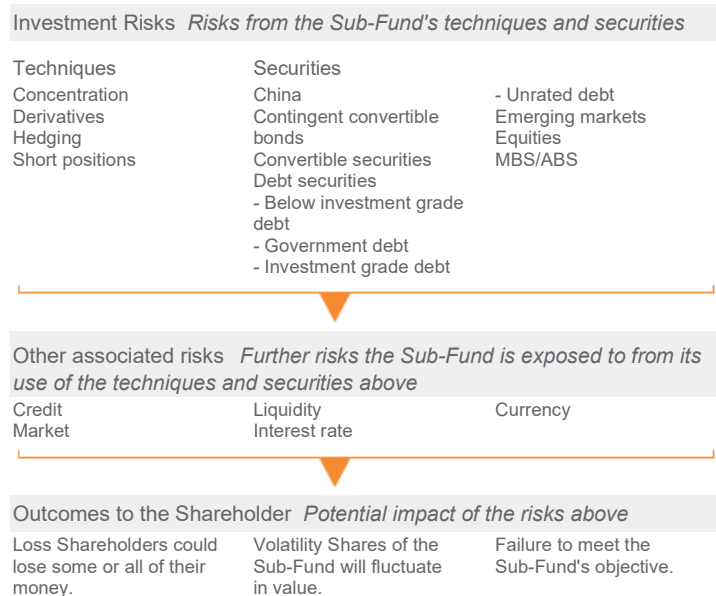 Investment Risks Risks from the Sub-Fund's techniques and securities
Techniques
Concentration
Derivatives
Hedging
Short positions
Securities
China
Contingent convertible
bonds
Convertible securities
Debt securities
- Below investment grade
debt
- Government debt
- Investment grade debt
- Unrated debt
Emerging markets
Equities
MBS/ABS
Other associated risks Further risks the Sub-Fund is exposed to from its
use of the techniques and securities above
Credit
Market
Liquidity
Interest rate
Currency
Outcomes to the Shareholder Potential impact of the risks above
Loss Shareholders could
lose some or all of their
money.
Volatility Shares of the
Sub-Fund will fluctuate
in value.
Failure to meet the
Sub-Fund's objective.